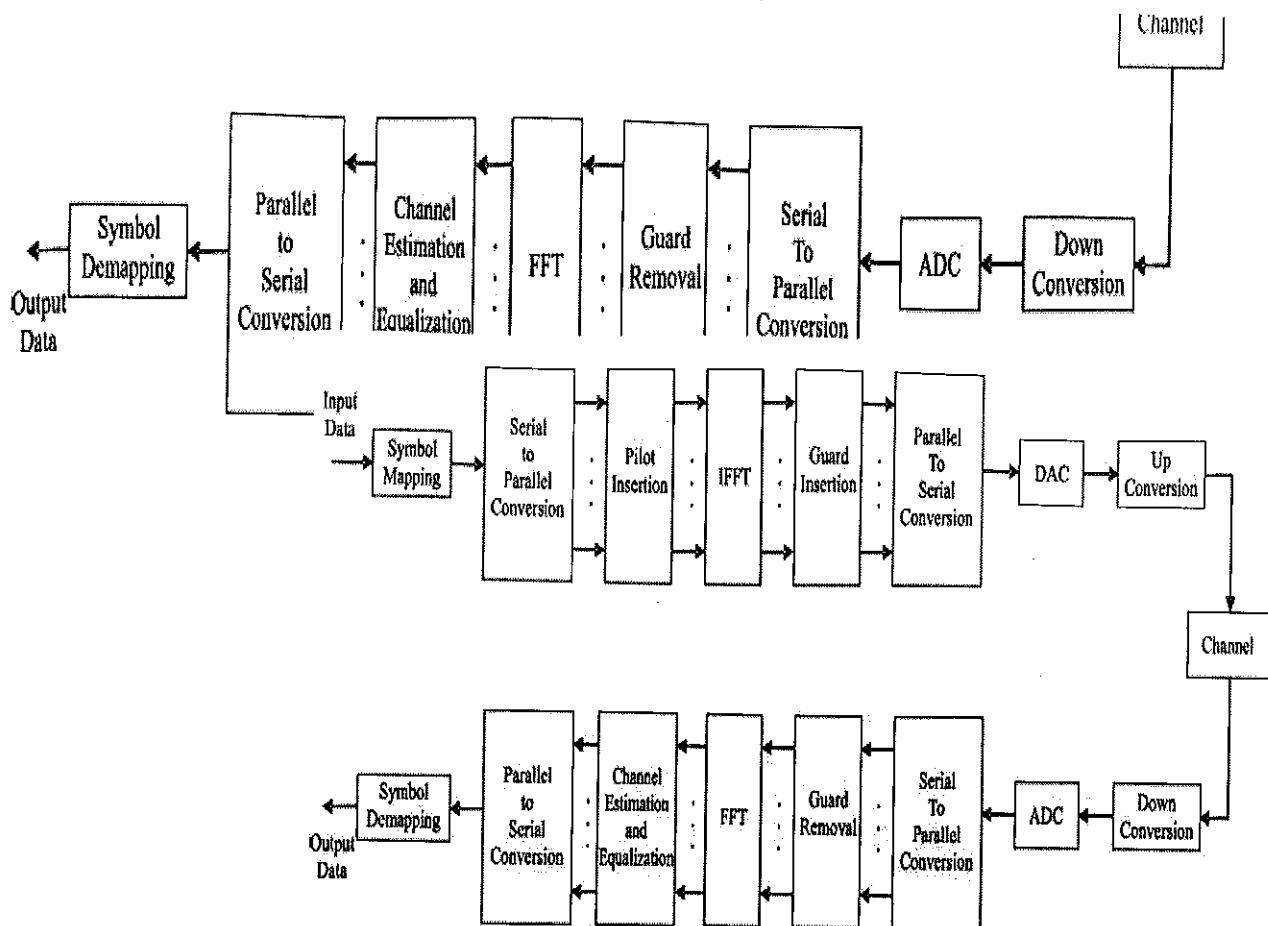 Channel
Parallel
to
Serial
Conversion
Channel
Estimation
and
Equalization
FFT
Guard
Removal
Serial
To
Parallel
Conversion
ADC
Down
Conversion
Symbol
Demapping
Output
Data
Input
Data
Symbol
Mapping
Serial
to
Parallel
Conversion
Pilot
Insertion
IFFT
Guard
Insertion
Parallel
To
Serial
Conversion
DAC
Up
Conversion
Channel
Symbol
Demapping
Output
Data
Parallel
to
Serial
Conversion
Channel
Estimation
and
Equalization
FFT
Guard
Removal
Serial
To
Parallel
Conversion
ADC
Down
Conversion